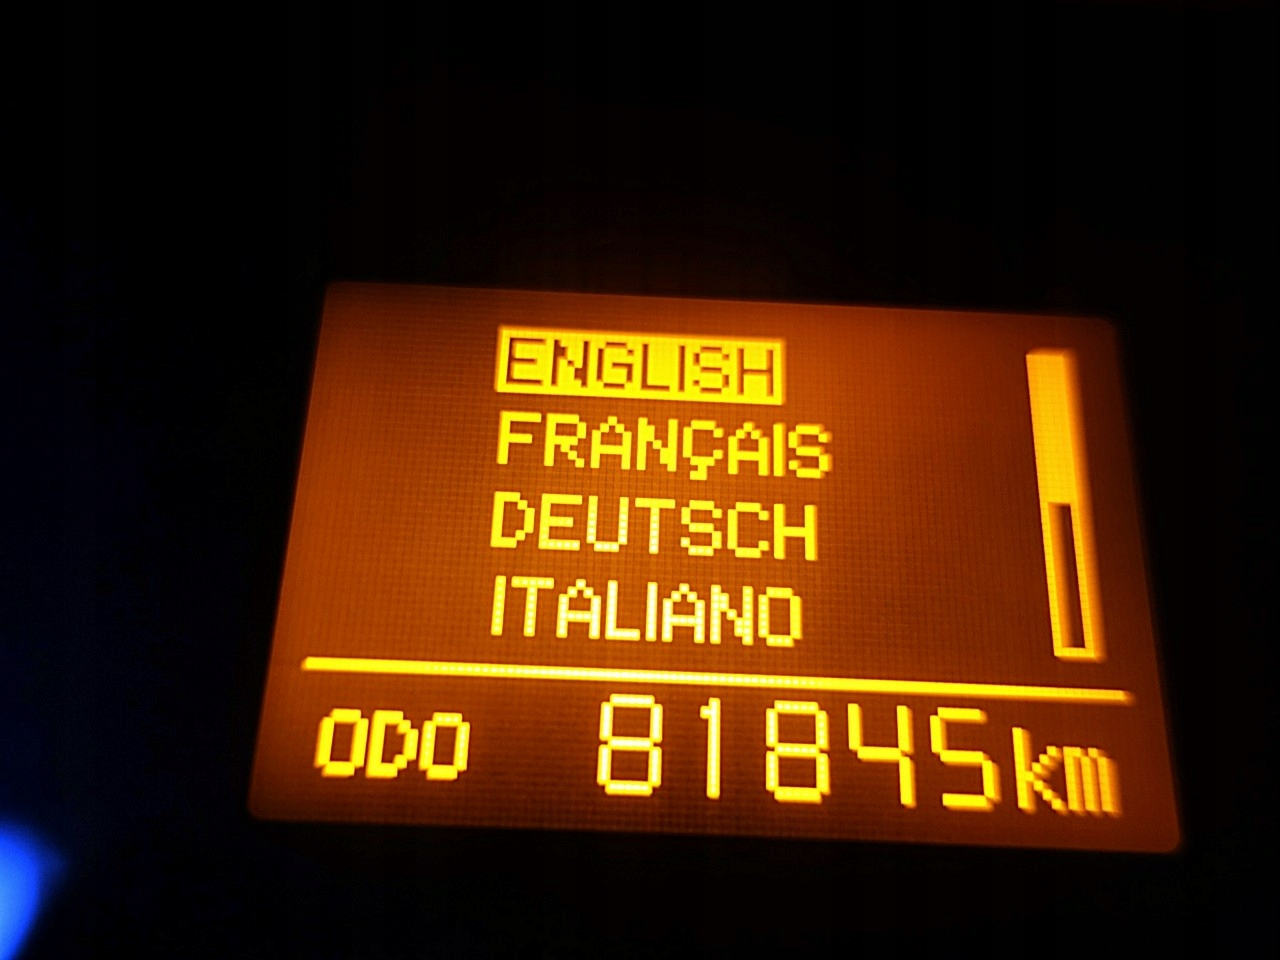 ENGLISH
FRANÇAIS
DEUTSCH
ITALIANO
ODO 81845km